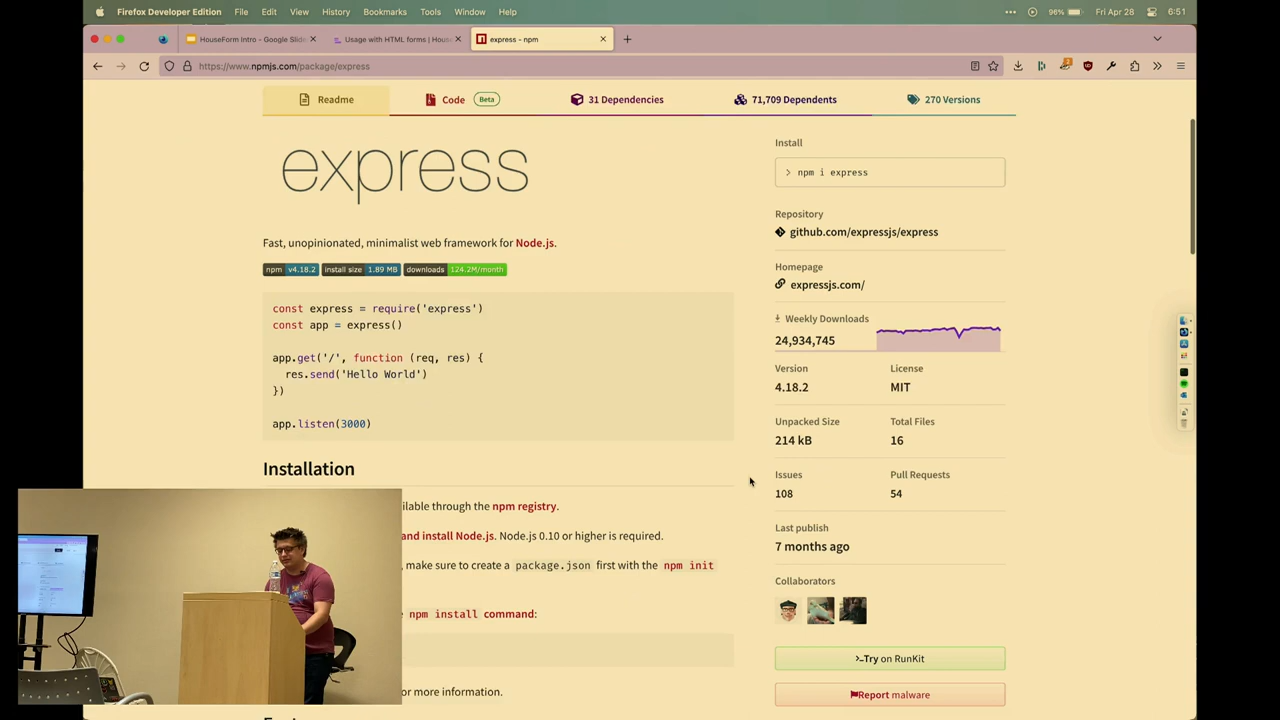 Firefox Developer Edition File Edit View History Bookmarks Tools Window Help
96% Fri Apr 28 6:51
HouseForm Intro - Google Slide
Usage with HTML forms | Hous
express - npm
https://www.npmjs.com/package/express
Readme
Code Beta
31 Dependencies
71,709 Dependents
270 Versions
express
Fast, unopinionated, minimalist web framework for Node.js.
npm v4.18.2 install size 1.89 MB downloads 124.2M/month
const express = require('express')
const app = express()
app.get('/', function (req, res) {
res.send('Hello World')
})
app.listen(3000)
Installation
ilable through the npm registry.
and install Node.js. Node.js 0.10 or higher is required.
, make sure to create a package.json first with the npm init
npm install command:
or more information.
Install
> npm i express
Repository
github.com/expressjs/express
Homepage
expressjs.com/
Weekly Downloads
24,934,745
Version
4.18.2
License
MIT
Unpacked Size
214 kB
Total Files
16
Issues
108
Pull Requests
54
Last publish
7 months ago
Collaborators
Try on RunKit
Report malware